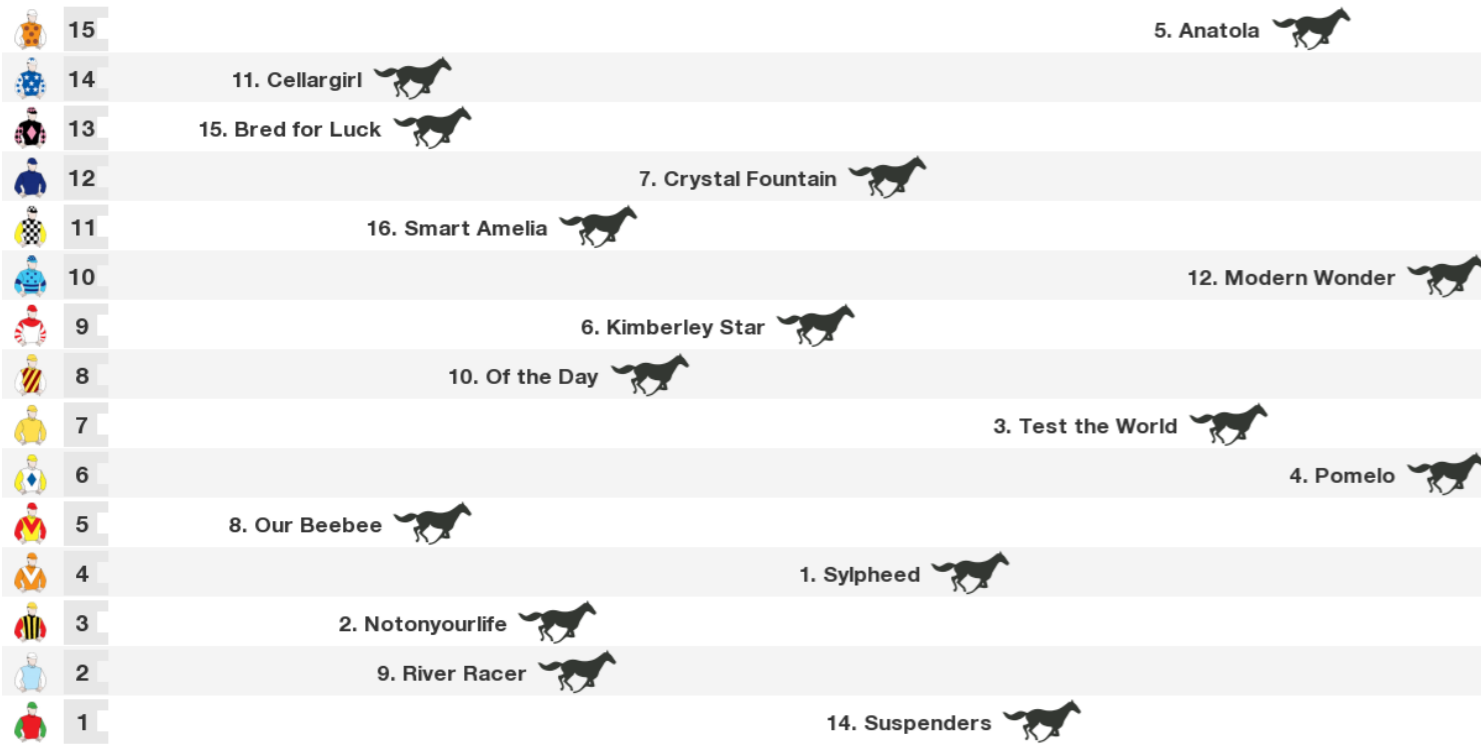 15 5. Anatola
14 11. Cellargirl
13 15. Bred for Luck
12 7. Crystal Fountain
11 16. Smart Amelia
10 12. Modern Wonder
9 6. Kimberley Star
8 10. Of the Day
7 3. Test the World
6 4. Pomelo
5 8. Our Beebee
4 1. Sylpheed
3 2. Notonyourlife
2 9. River Racer
1 14. Suspenders